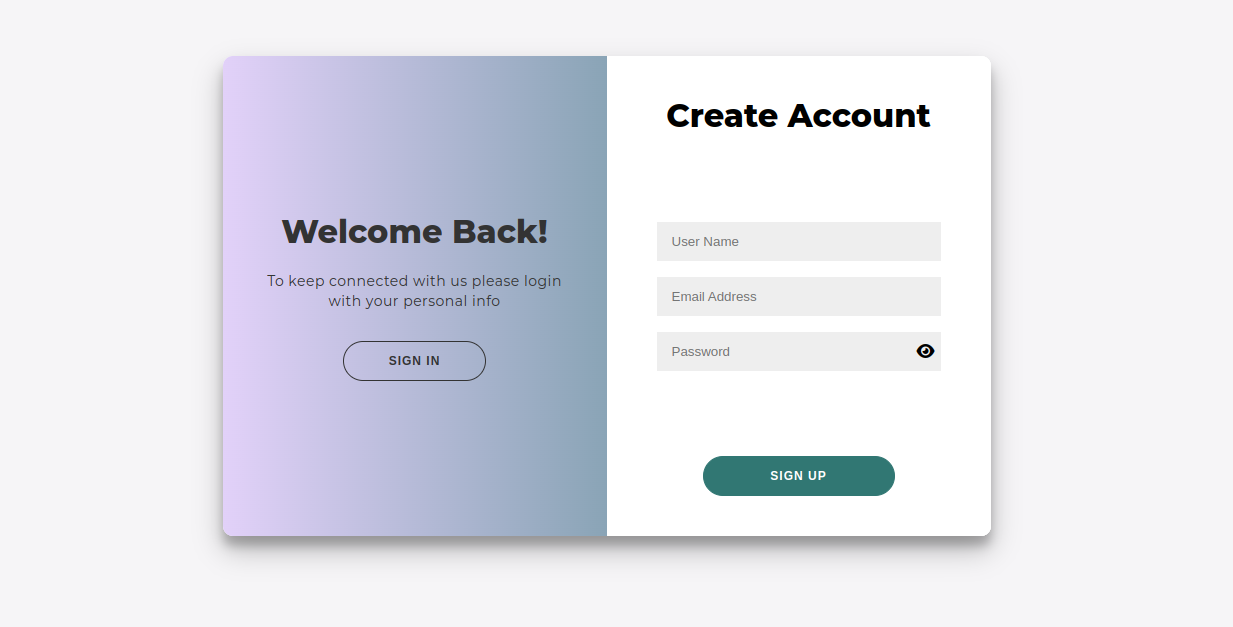 Welcome Back!
To keep connected with us please login
with your personal info
SIGN IN
Create Account
User Name
Email Address
Password
SIGN UP